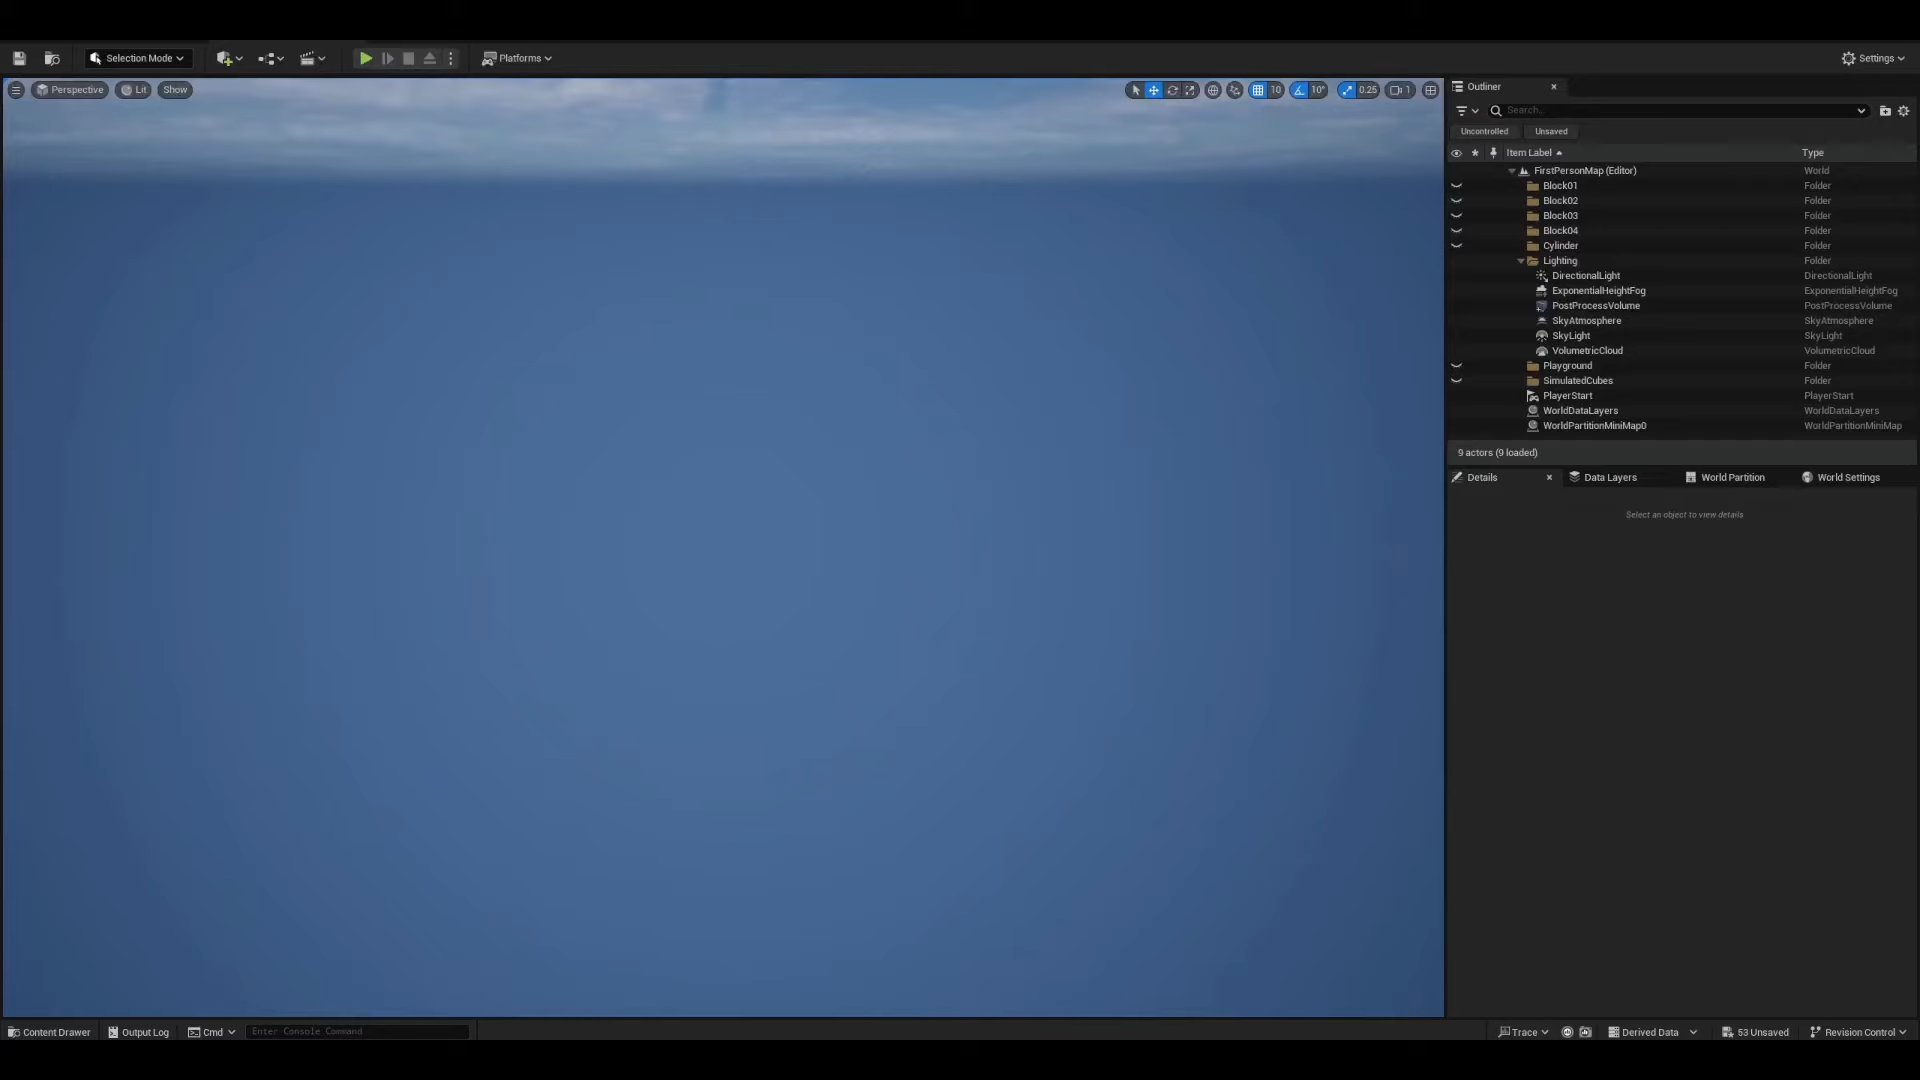 Selection Mode
Platforms
Settings
Perspective
Lit
Show
10
10°
0.25
1
Outliner
Search...
Uncontrolled
Unsaved
Item Label
Type
FirstPersonMap (Editor)
World
Block01
Folder
Block02
Folder
Block03
Folder
Block04
Folder
Cylinder
Folder
Lighting
Folder
DirectionalLight
DirectionalLight
ExponentialHeightFog
ExponentialHeightFog
PostProcessVolume
PostProcessVolume
SkyAtmosphere
SkyAtmosphere
SkyLight
SkyLight
VolumetricCloud
VolumetricCloud
Playground
Folder
SimulatedCubes
Folder
PlayerStart
PlayerStart
WorldDataLayers
WorldDataLayers
WorldPartitionMiniMap0
WorldPartitionMiniMap
9 actors (9 loaded)
Details
Data Layers
World Partition
World Settings
Select an object to view details
Content Drawer
Output Log
Cmd
Enter Console Command
Trace
Derived Data
53 Unsaved
Revision Control